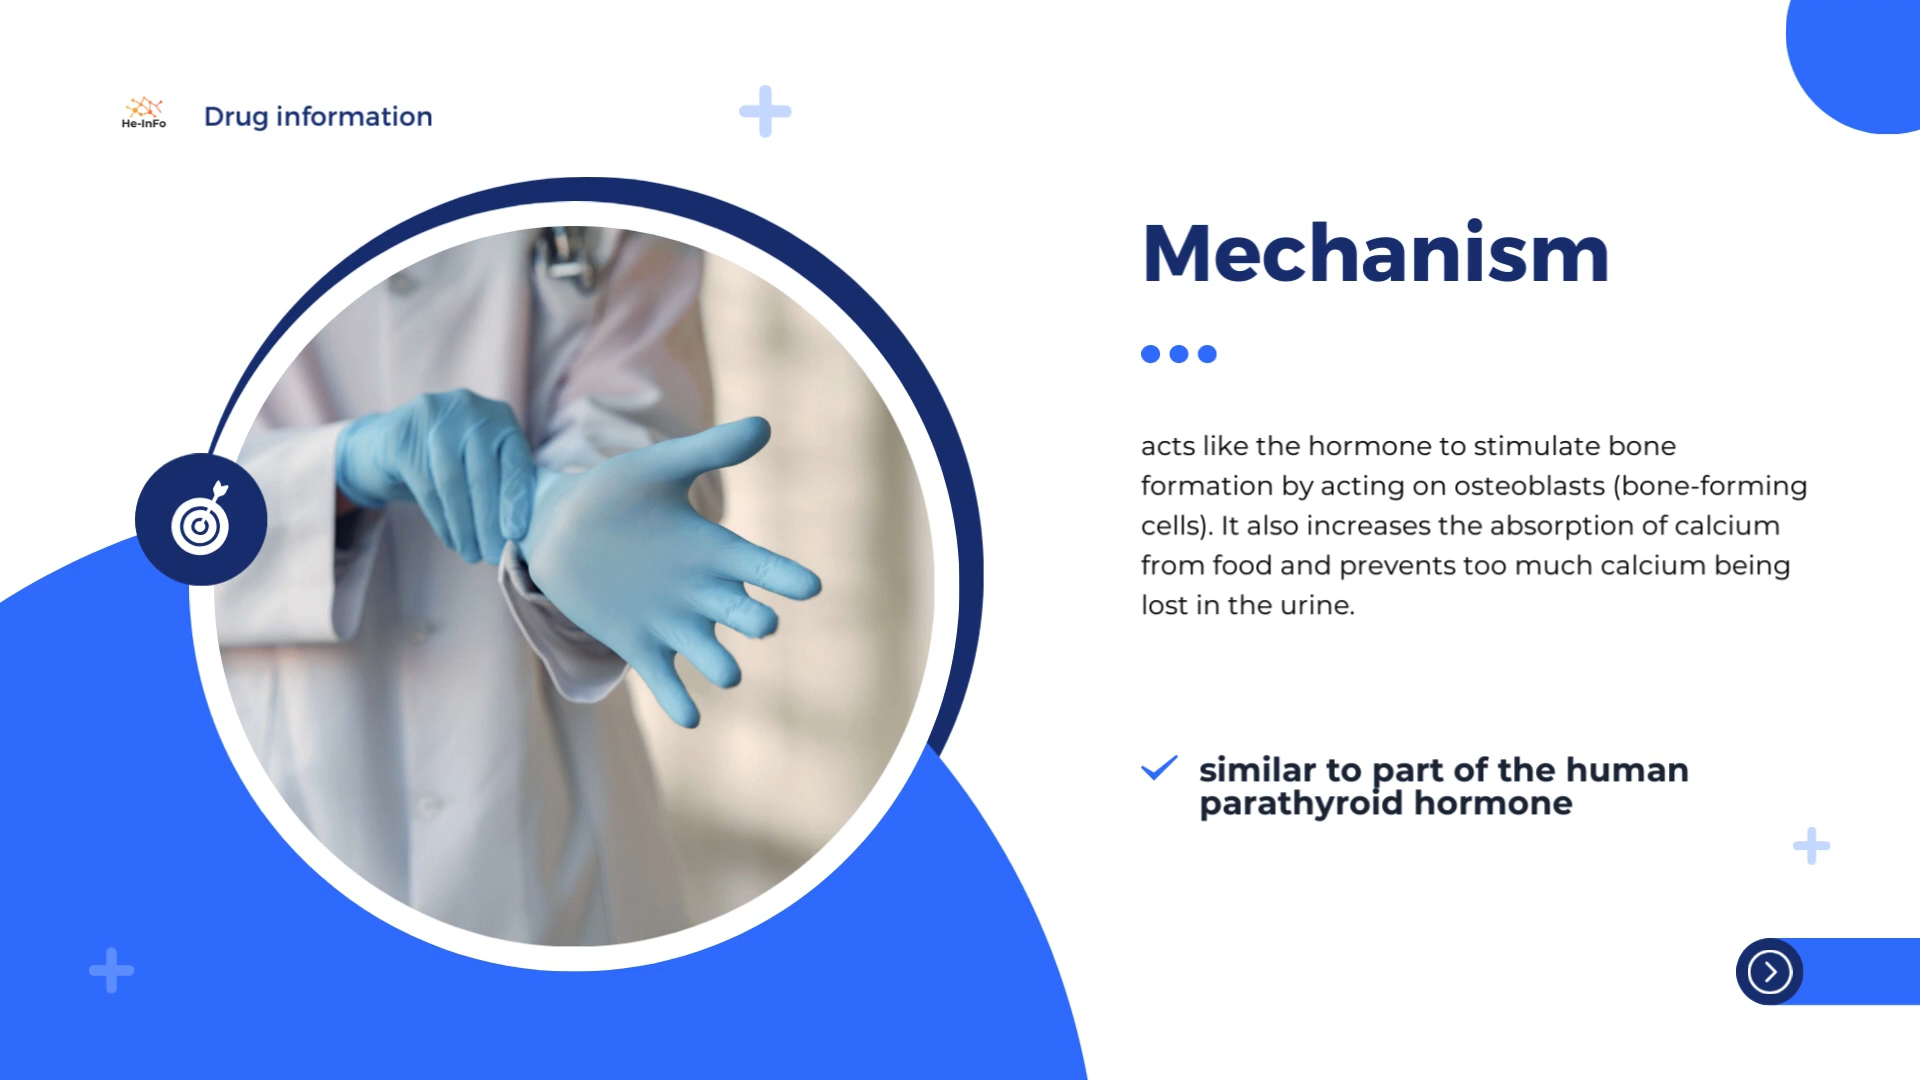 He-InFo
Drug information
Mechanism
acts like the hormone to stimulate bone
formation by acting on osteoblasts (bone-forming
cells). It also increases the absorption of calcium
from food and prevents too much calcium being
lost in the urine.
similar to part of the human
parathyroid hormone